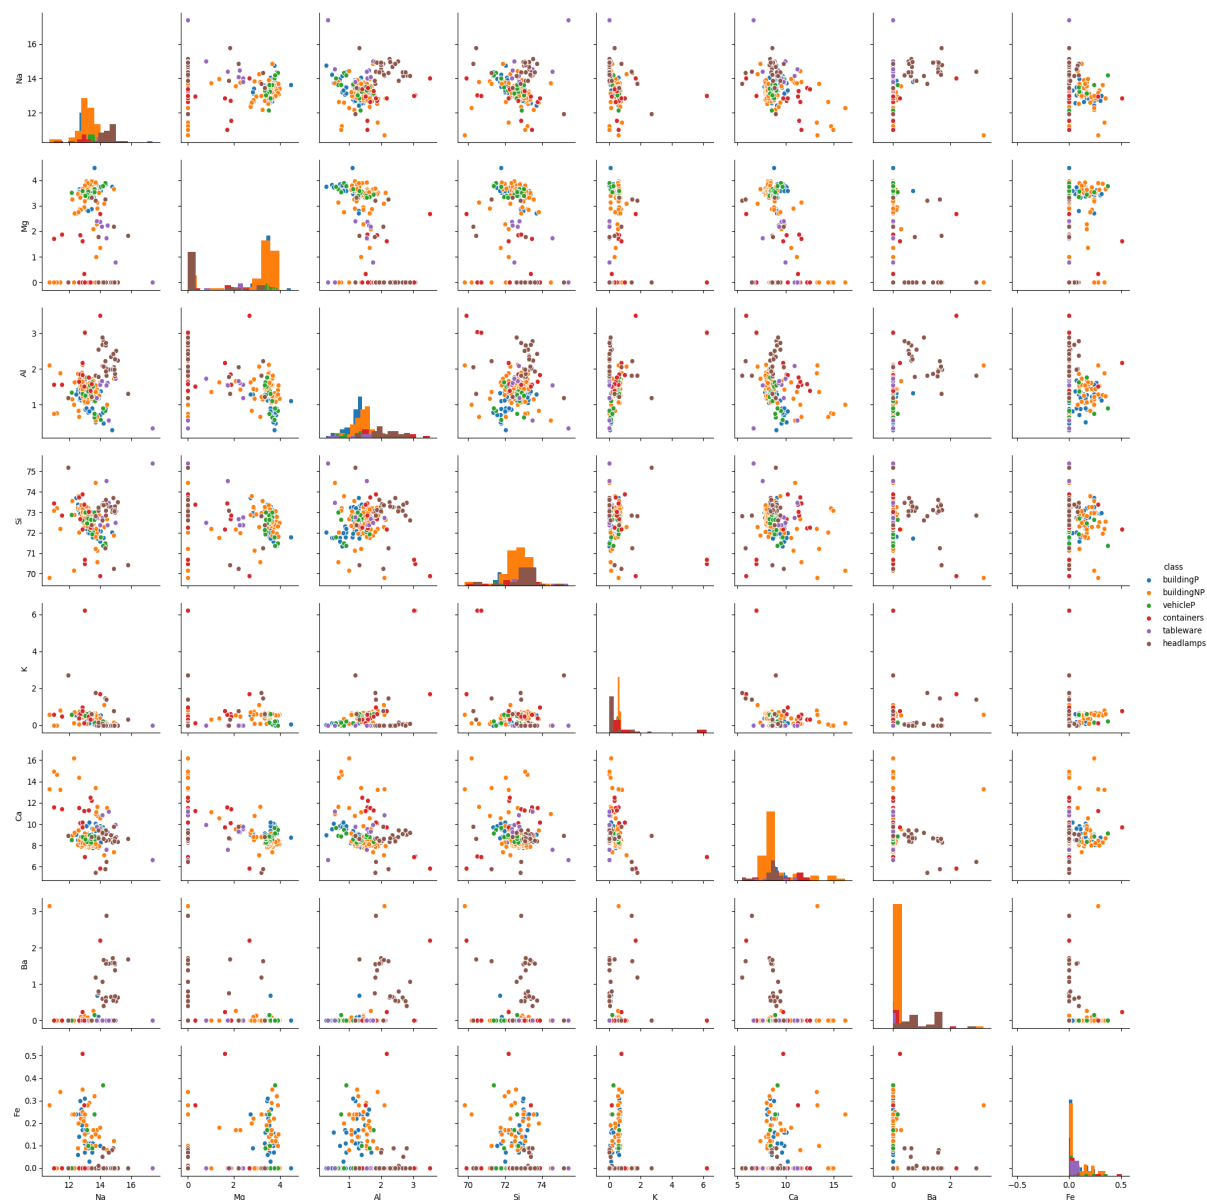 16
14
12
Na
4
3
2
1
0
Mg
3
2
1
Al
75
74
73
72
71
70
Si
6
4
2
0
K
16
14
12
10
8
6
Ca
3
2
1
0
Ba
0.5
0.4
0.3
0.2
0.1
0.0
Fe
12 14 16
Na
0 2 4
Mg
1 2 3
Al
70 72 74
Si
0 2 4 6
K
5 10 15
Ca
0 2
Ba
−0.5 0.0 0.5
Fe
class
buildingP
buildingNP
vehicleP
containers
tableware
headlamps